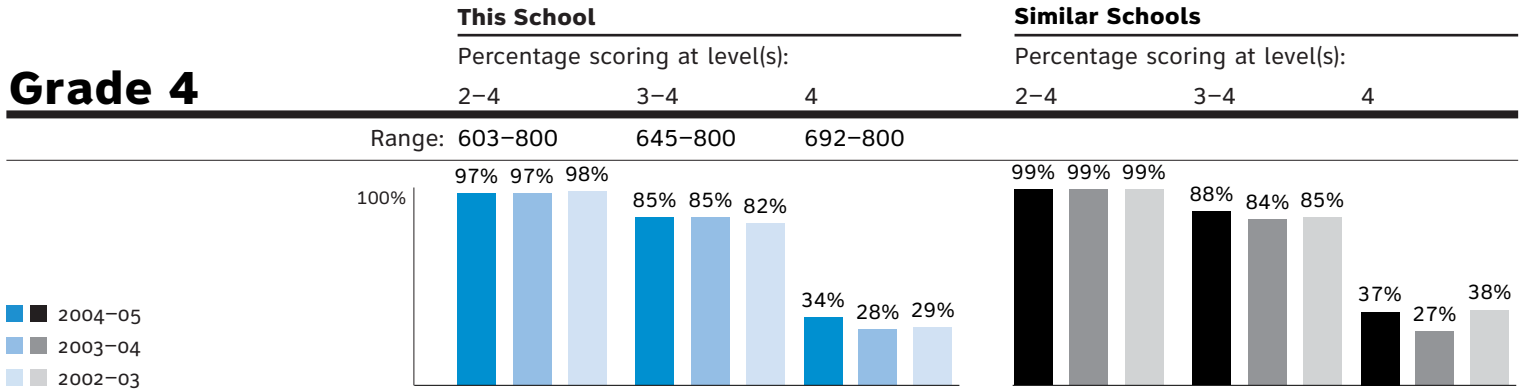 This School Similar Schools
Percentage scoring at level(s): Percentage scoring at level(s):
Grade 4 2–4 3–4 4 2–4 3–4 4
Range: 603–800 645–800 692–800
100% 97% 97% 98% 85% 85% 82% 34% 28% 29% 99% 99% 99% 88% 84% 85% 37% 27% 38%
2004–05
2003–04
2002–03